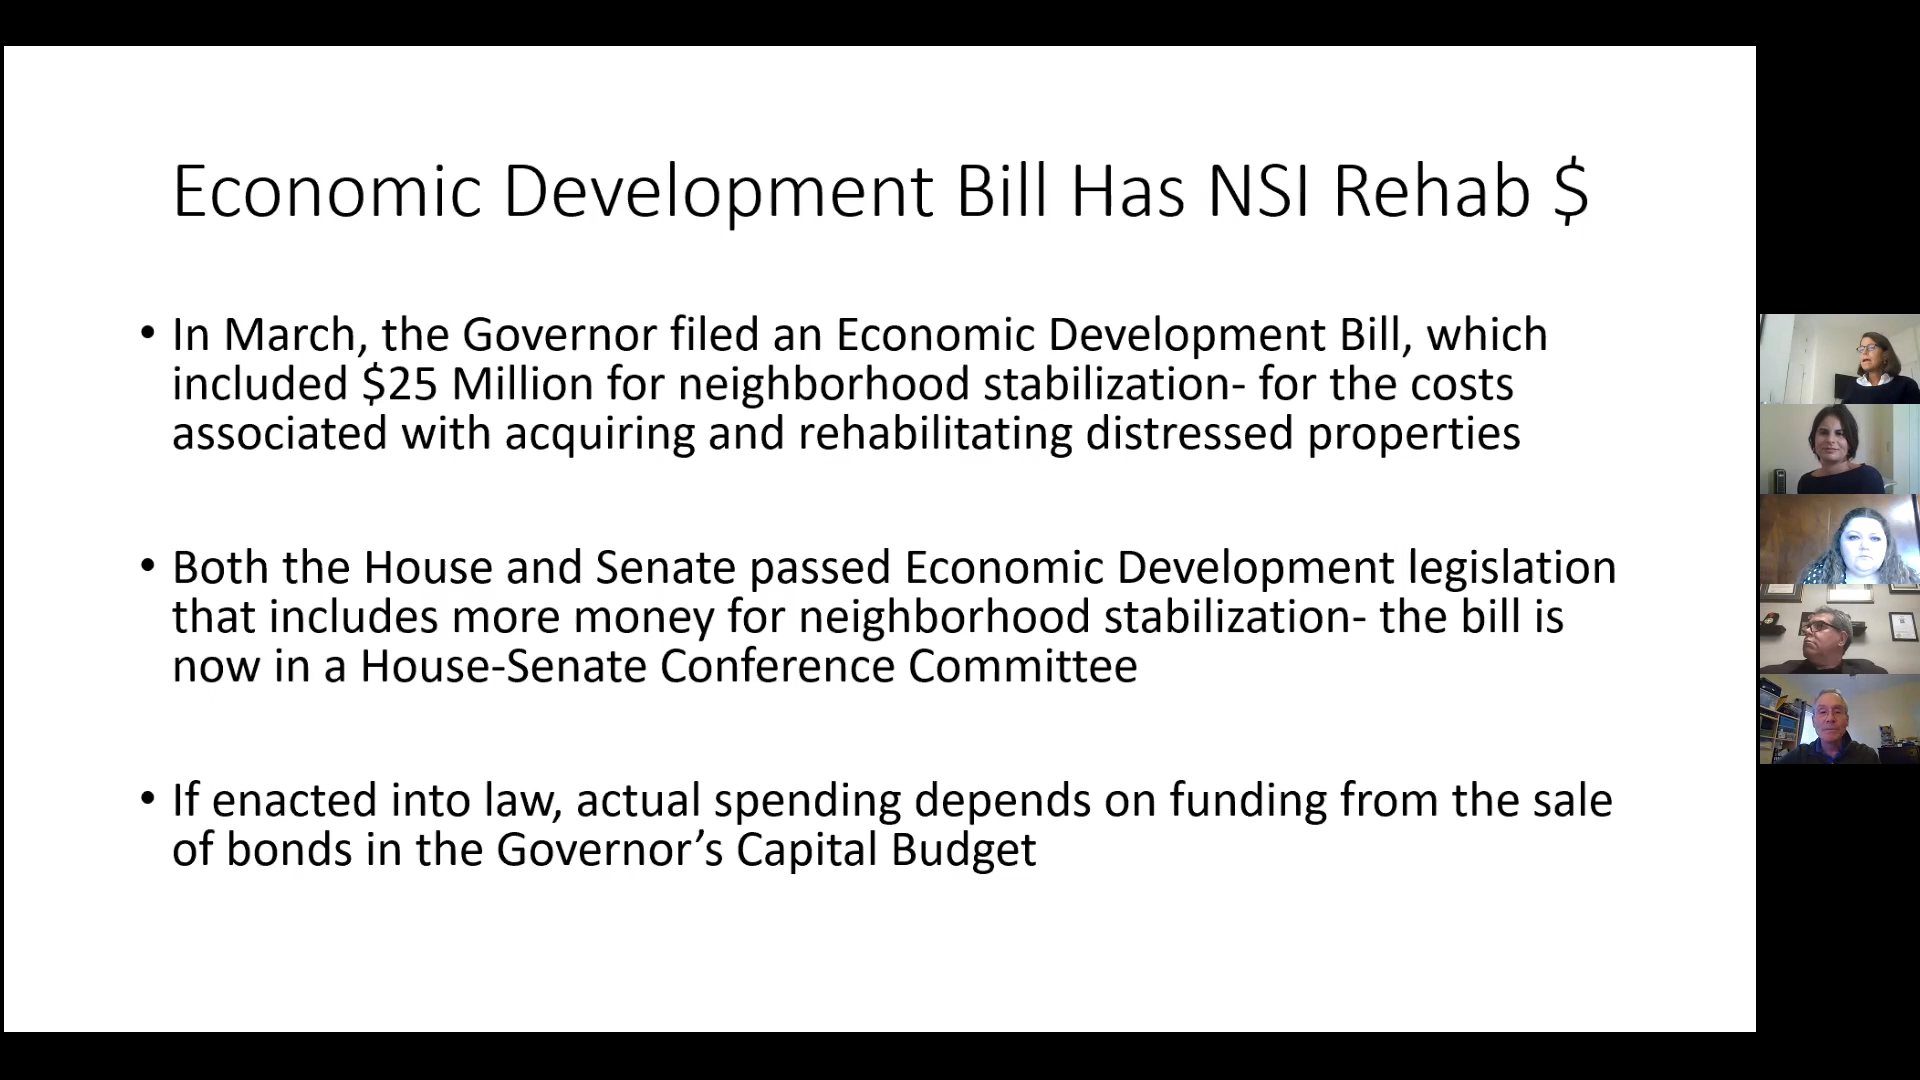 Economic Development Bill Has NSI Rehab $
• In March, the Governor filed an Economic Development Bill, which
included $25 Million for neighborhood stabilization- for the costs
associated with acquiring and rehabilitating distressed properties
• Both the House and Senate passed Economic Development legislation
that includes more money for neighborhood stabilization- the bill is
now in a House-Senate Conference Committee
• If enacted into law, actual spending depends on funding from the sale
of bonds in the Governor’s Capital Budget